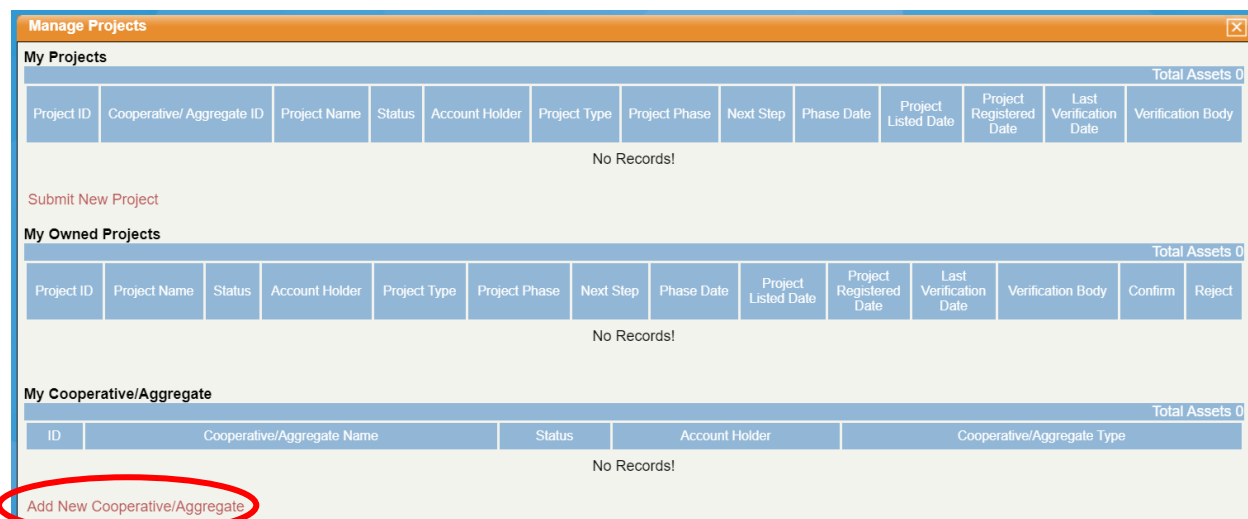 Manage Projects
My Projects
Total Assets 0
Project ID Cooperative/ Aggregate ID Project Name Status Account Holder Project Type Project Phase Next Step Phase Date Project Listed Date Project Registered Date Last Verification Date Verification Body
No Records!
Submit New Project
My Owned Projects
Total Assets 0
Project ID Project Name Status Account Holder Project Type Project Phase Next Step Phase Date Project Listed Date Project Registered Date Last Verification Date Verification Body Confirm Reject
No Records!
My Cooperative/Aggregate
Total Assets 0
ID Cooperative/Aggregate Name Status Account Holder Cooperative/Aggregate Type
No Records!
Add New Cooperative/Aggregate